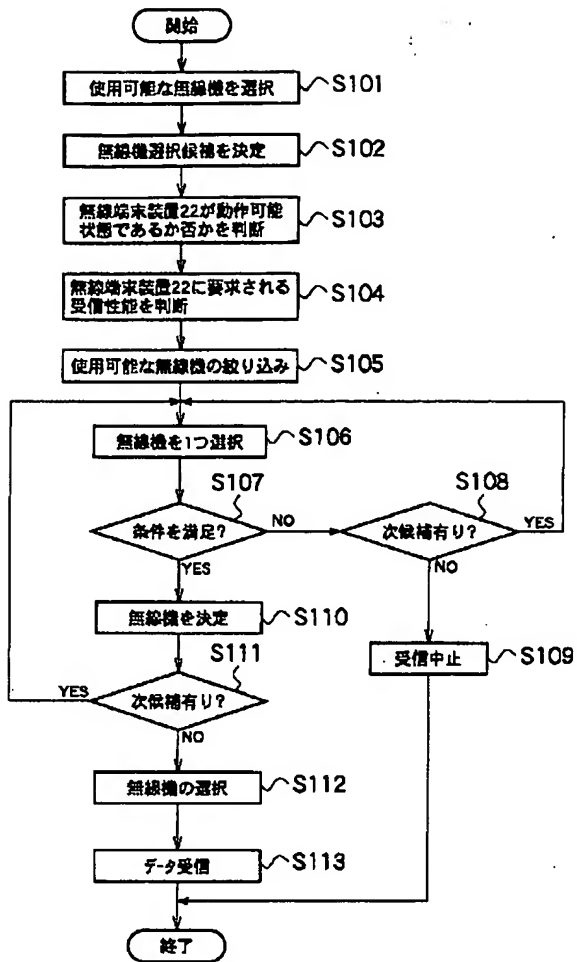 開始
使用可能な無線機を選択
S101
無線機選択候補を決定
S102
無線端末装置22が動作可能
状態であるか否かを判断
S103
無線端末装置22に要求される
受信性能を判断
S104
使用可能な無線機の絞り込み
S105
無線機を1つ選択
S106
S107
条件を満足?
NO
YES
S108
次候補有り?
YES
NO
無線機を決定
S110
受信中止
S109
S111
次候補有り?
YES
NO
無線機の選択
S112
データ受信
S113
終了